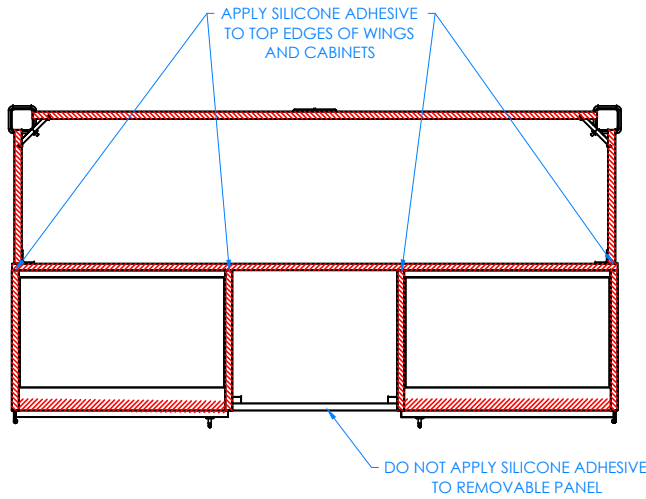 APPLY SILICONE ADHESIVE
TO TOP EDGES OF WINGS
AND CABINETS
DO NOT APPLY SILICONE ADHESIVE
TO REMOVABLE PANEL